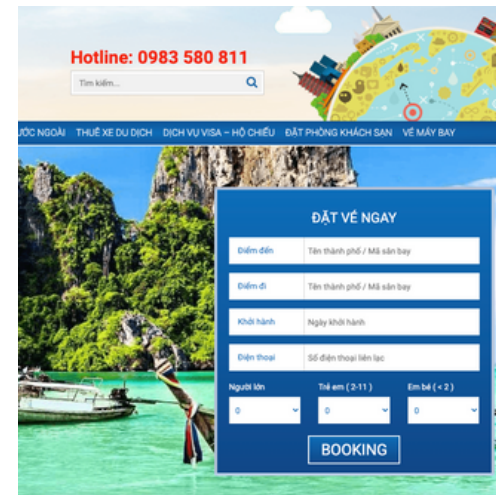 Hotline: 0983 580 811
Tìm kiếm...
ƯỚC NGOÀI THUÊ XE DU DỊCH DỊCH VỤ VISA – HỘ CHIẾU ĐẶT PHÒNG KHÁCH SẠN VÉ MÁY BAY
ĐẶT VÉ NGAY
Điểm đến Tên thành phố / Mã sân bay
Điểm đi Tên thành phố / Mã sân bay
Khởi hành Ngày khởi hành
Điện thoại Số điện thoại liên lạc
Người lớn Trẻ em ( 2-11 ) Em bé ( < 2 )
0 0 0
BOOKING